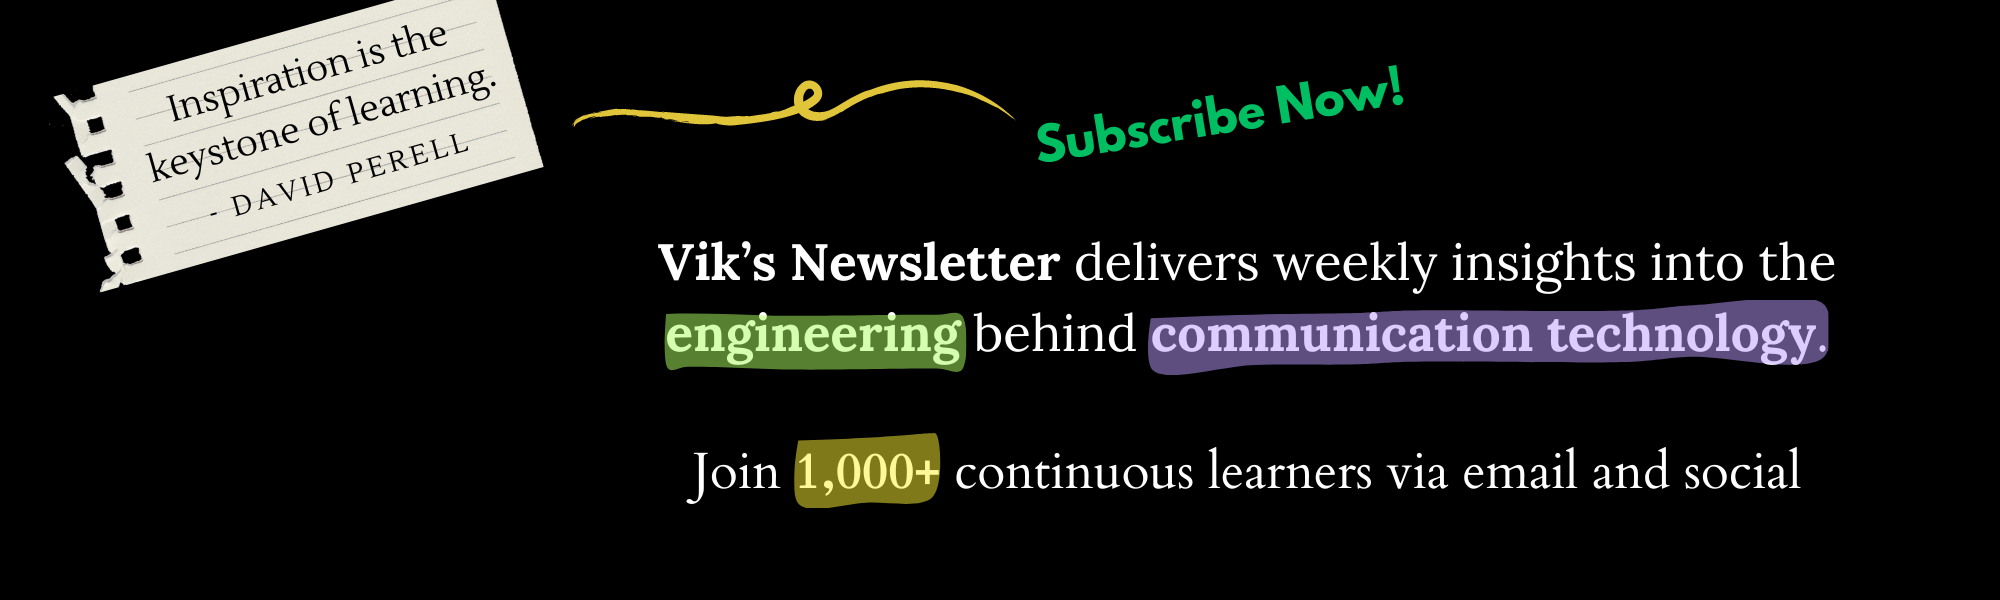 Inspiration is the
keystone of learning.
- DAVID PERELL
Subscribe Now!
Vik’s Newsletter delivers weekly insights into the
engineering behind communication technology.
Join 1,000+ continuous learners via email and social